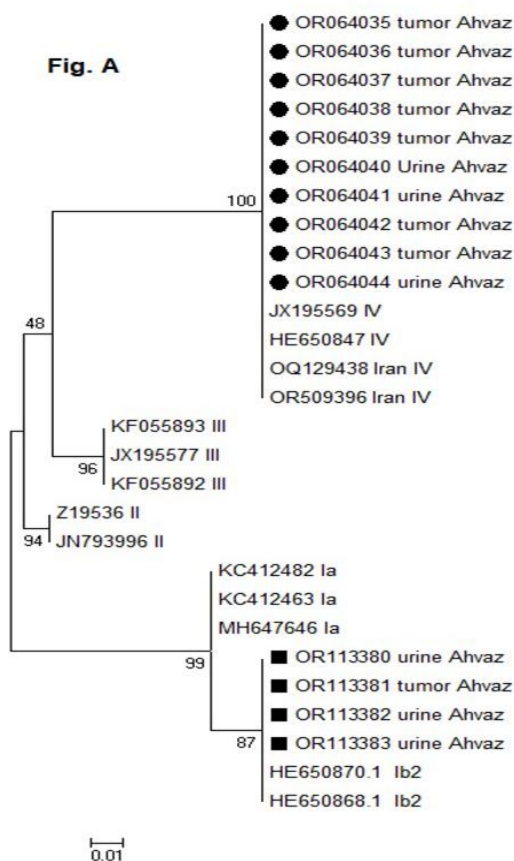 Fig. A
OR064035 tumor Ahvaz
OR064036 tumor Ahvaz
OR064037 tumor Ahvaz
OR064038 tumor Ahvaz
OR064039 tumor Ahvaz
OR064040 Urine Ahvaz
OR064041 urine Ahvaz
OR064042 tumor Ahvaz
OR064043 tumor Ahvaz
OR064044 urine Ahvaz
JX195569 IV
HE650847 IV
OQ129438 Iran IV
OR509396 Iran IV
100
48
KF055893 III
JX195577 III
KF055892 III
96
Z19536 II
JN793996 II
94
KC412482 Ia
KC412463 Ia
MH647646 Ia
99
OR113380 urine Ahvaz
OR113381 tumor Ahvaz
OR113382 urine Ahvaz
OR113383 urine Ahvaz
87
HE650870.1 Ib2
HE650868.1 Ib2
0.01